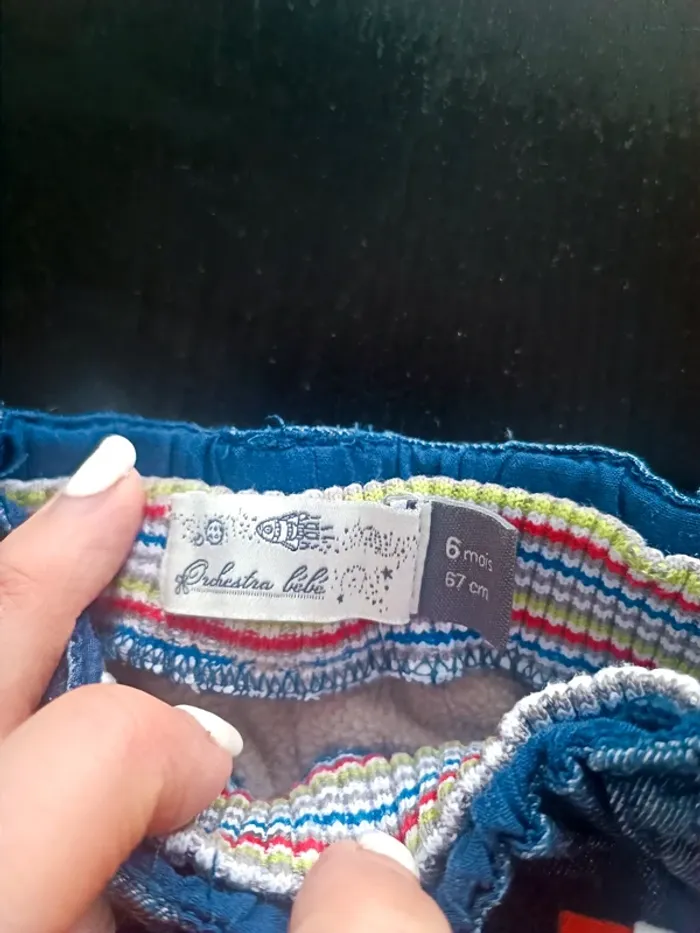 Orchestra bébé
6 mois
67 cm